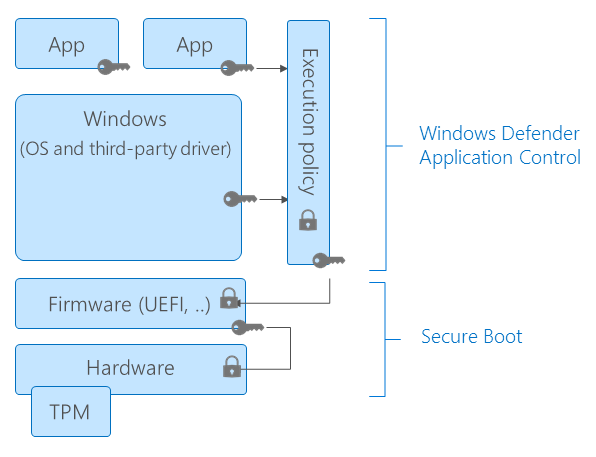 App
App
Execution policy
Windows
(OS and third-party driver)
Windows Defender
Application Control
Firmware (UEFI, ..)
Secure Boot
Hardware
TPM